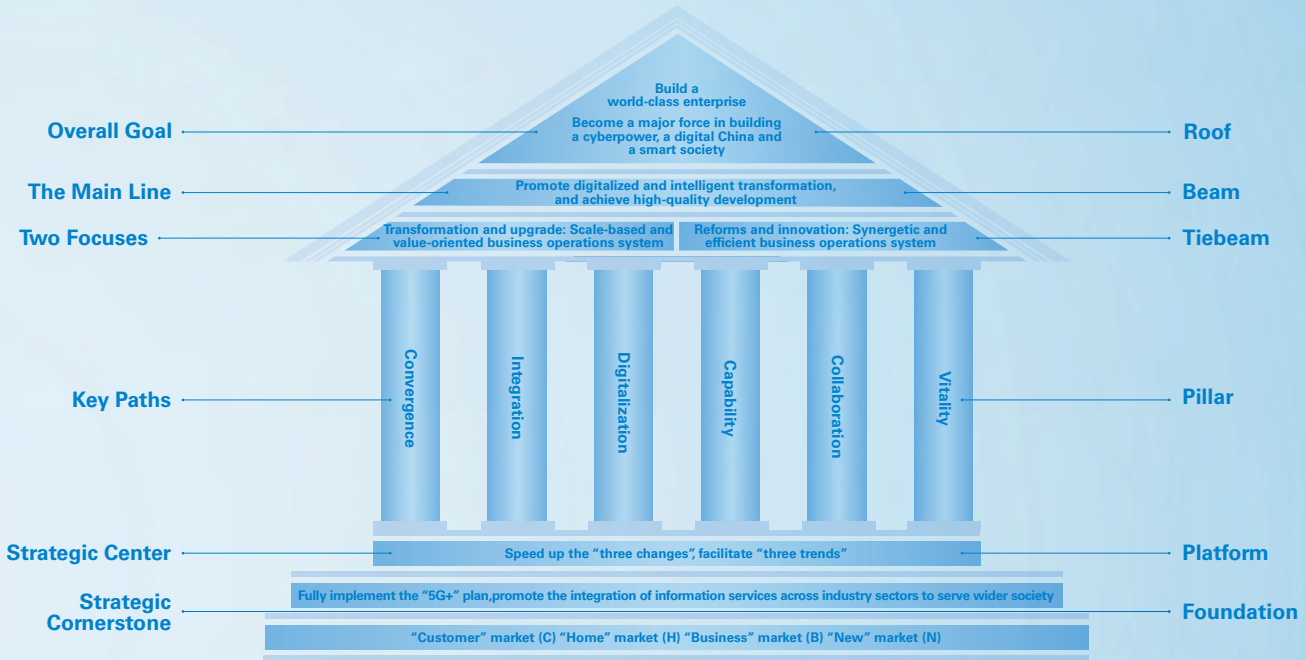 Build a
world-class enterprise
Become a major force in building
a cyberpower, a digital China and
a smart society
Overall Goal
Roof
The Main Line
Promote digitalized and intelligent transformation,
and achieve high-quality development
Beam
Two Focuses
Transformation and upgrade: Scale-based and
value-oriented business operations system
Reforms and innovation: Synergetic and
efficient business operations system
Tiebeam
Key Paths
Convergence
Integration
Digitalization
Capability
Collaboration
Vitality
Pillar
Strategic Center
Speed up the “three changes”, facilitate “three trends”
Platform
Strategic
Cornerstone
Fully implement the “5G+” plan,promote the integration of information services across industry sectors to serve wider society
Foundation
“Customer” market (C) “Home” market (H) “Business” market (B) “New” market (N)